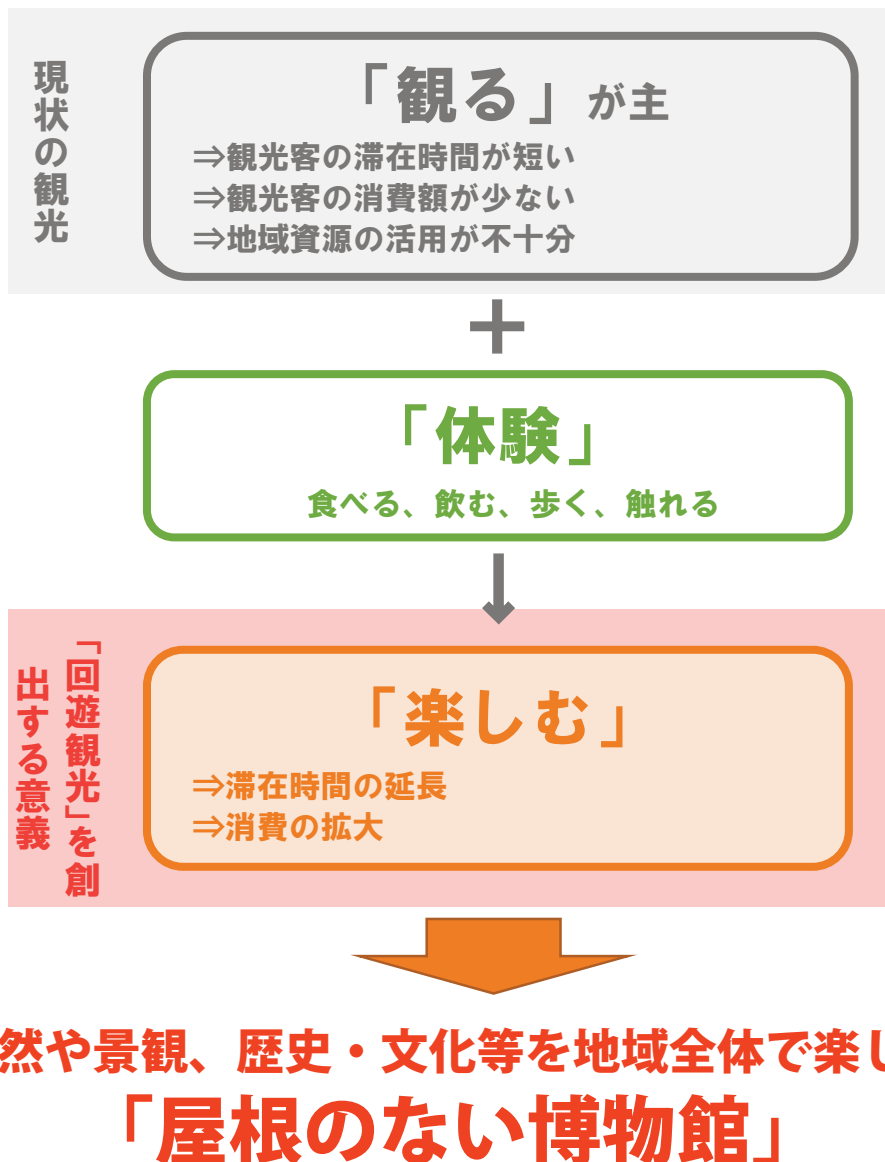 現状の観光
「観る」が主
⇒観光客の滞在時間が短い
⇒観光客の消費額が少ない
⇒地域資源の活用が不十分
＋
「体験」
食べる、飲む、歩く、触れる
「回遊観光」を創
出する意義
「楽しむ」
⇒滞在時間の延長
⇒消費の拡大
然や景観、歴史・文化等を地域全体で楽し
「屋根のない博物館」